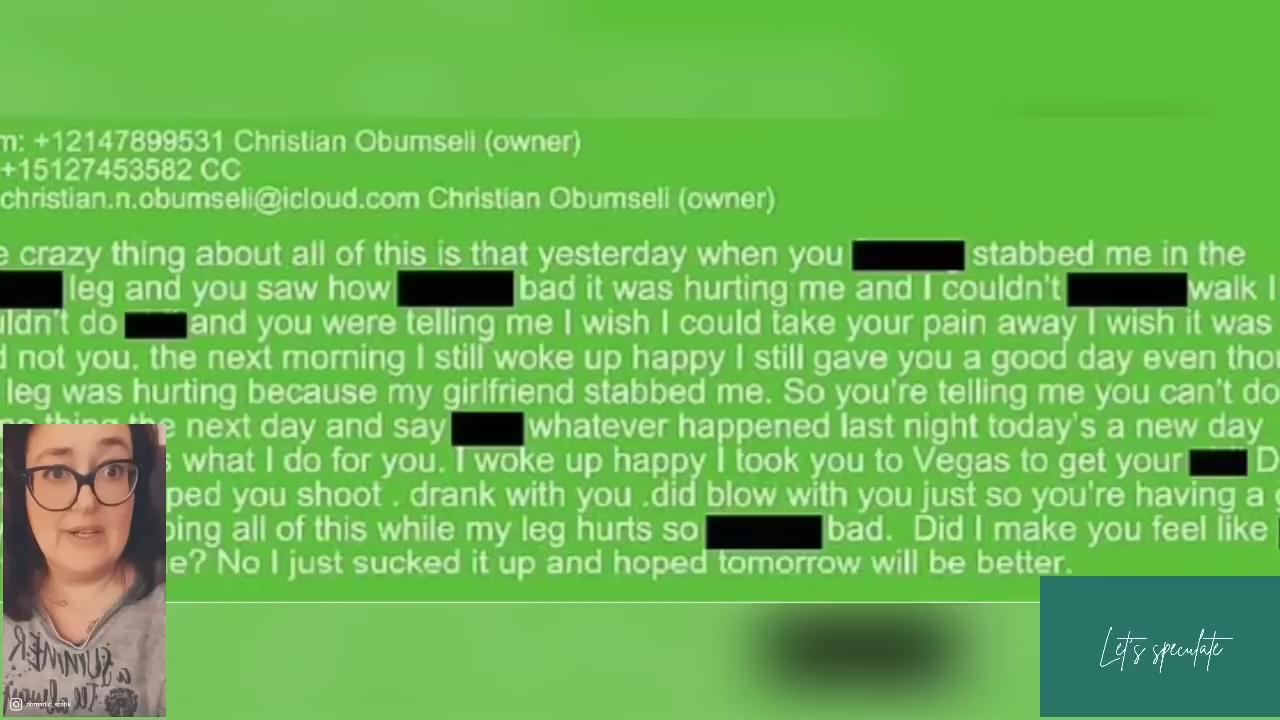 m: +12147899531 Christian Obumseli (owner)
+15127453582 CC
christian.n.obumseli@icloud.com Christian Obumseli (owner)
e crazy thing about all of this is that yesterday when you stabbed me in the
leg and you saw how bad it was hurting me and I couldn't walk I
uldn't do and you were telling me I wish I could take your pain away I wish it was
d not you. the next morning I still woke up happy I still gave you a good day even thou
leg was hurting because my girlfriend stabbed me. So you're telling me you can't do
thing the next day and say whatever happened last night today's a new day
s what I do for you. I woke up happy I took you to Vegas to get your D
ped you shoot . drank with you .did blow with you just so you're having a g
oing all of this while my leg hurts so bad. Did I make you feel like
e? No I just sucked it up and hoped tomorrow will be better.
Let's speculate
SUMMER
a